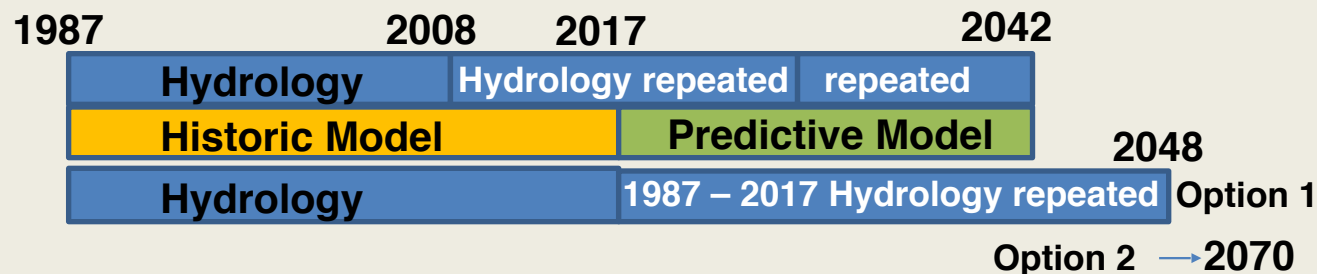 1987 2008 2017 2042
Hydrology Hydrology repeated repeated
Historic Model Predictive Model
2048
Hydrology 1987 – 2017 Hydrology repeated Option 1
Option 2 → 2070